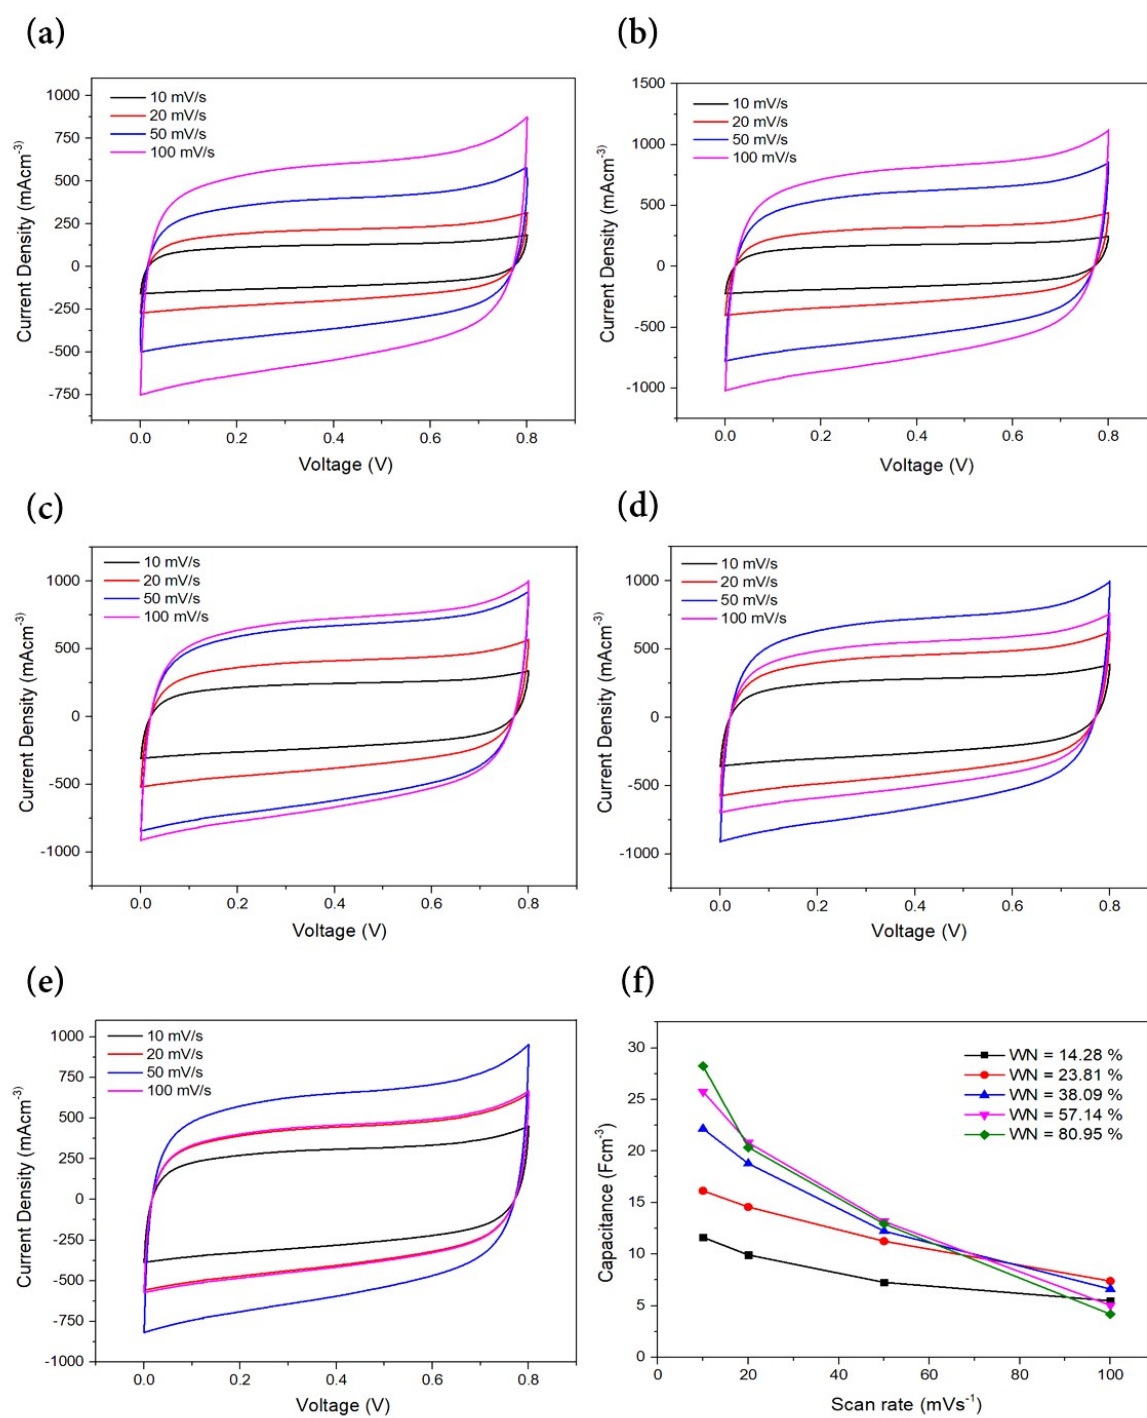 (a)
10 mV/s
20 mV/s
50 mV/s
100 mV/s
1000
750
500
250
0
-250
-500
-750
Current Density (mAcm⁻³)
0.0 0.2 0.4 0.6 0.8
Voltage (V)
(b)
10 mV/s
20 mV/s
50 mV/s
100 mV/s
1500
1000
500
0
-500
-1000
Current Density (mAcm⁻³)
0.0 0.2 0.4 0.6 0.8
Voltage (V)
(c)
10 mV/s
20 mV/s
50 mV/s
100 mV/s
1000
500
0
-500
-1000
Current Density (mAcm⁻³)
0.0 0.2 0.4 0.6 0.8
Voltage (V)
(d)
10 mV/s
20 mV/s
50 mV/s
100 mV/s
1000
500
0
-500
-1000
Current Density (mAcm⁻³)
0.0 0.2 0.4 0.6 0.8
Voltage (V)
(e)
10 mV/s
20 mV/s
50 mV/s
100 mV/s
1000
750
500
250
0
-250
-500
-750
-1000
Current Density (mAcm⁻³)
0.0 0.2 0.4 0.6 0.8
Voltage (V)
(f)
WN = 14.28 %
WN = 23.81 %
WN = 38.09 %
WN = 57.14 %
WN = 80.95 %
30
25
20
15
10
5
0
Capacitance (Fcm⁻³)
0 20 40 60 80 100
Scan rate (mVs⁻¹)